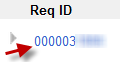 Req ID
000003